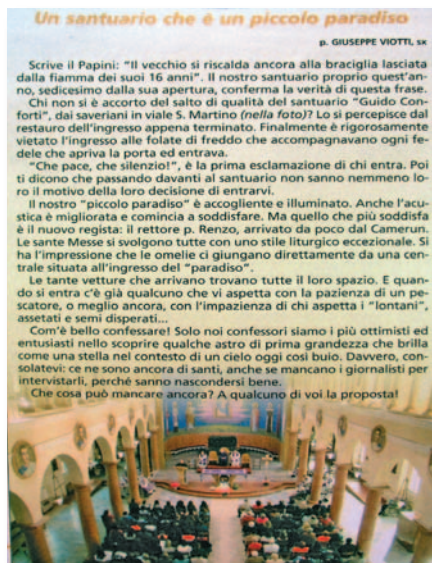 Un santuario che è un piccolo paradiso
p. GIUSEPPE VIOTTI, sx
Scrive il Papini: "Il vecchio si riscalda ancora alla braciglia lasciata
dalla fiamma dei suoi 16 anni". Il nostro santuario proprio quest'an-
no, sedicesimo dalla sua apertura, conferma la verità di questa frase.
Chi non si è accorto del salto di qualità del santuario "Guido Con-
forti", dai saveriani in viale S. Martino (nella foto)? Lo si percepisce dal
restauro dell'ingresso appena terminato. Finalmente è rigorosamente
vietato l'ingresso alle folate di freddo che accompagnavano ogni fe-
dele che apriva la porta ed entrava.
"Che pace, che silenzio!", è la prima esclamazione di chi entra. Poi
ti dicono che passando davanti al santuario non sanno nemmeno lo-
ro il motivo della loro decisione di entrarvi.
Il nostro "piccolo paradiso" è accogliente e illuminato. Anche l'acu-
stica è migliorata e comincia a soddisfare. Ma quello che più soddisfa
è il nuovo regista: il rettore p. Renzo, arrivato da poco dal Camerun.
Le sante Messe si svolgono tutte con uno stile liturgico eccezionale. Si
ha l'impressione che le omelie ci giungano direttamente da una cen-
trale situata all'ingresso del "paradiso".
Le tante vetture che arrivano trovano tutte il loro spazio. E quan-
do si entra c'è già qualcuno che vi aspetta con la pazienza di un pe-
scatore, o meglio ancora, con l'impazienza di chi aspetta i "lontani",
assetati e semi disperati...
Com'è bello confessare! Solo noi confessori siamo i più ottimisti ed
entusiasti nello scoprire qualche astro di prima grandezza che brilla
come una stella nel contesto di un cielo oggi così buio. Davvero, con-
solatevi: ce ne sono ancora di santi, anche se mancano i giornalisti per
intervistarli, perché sanno nascondersi bene.
Che cosa può mancare ancora? A qualcuno di voi la proposta!